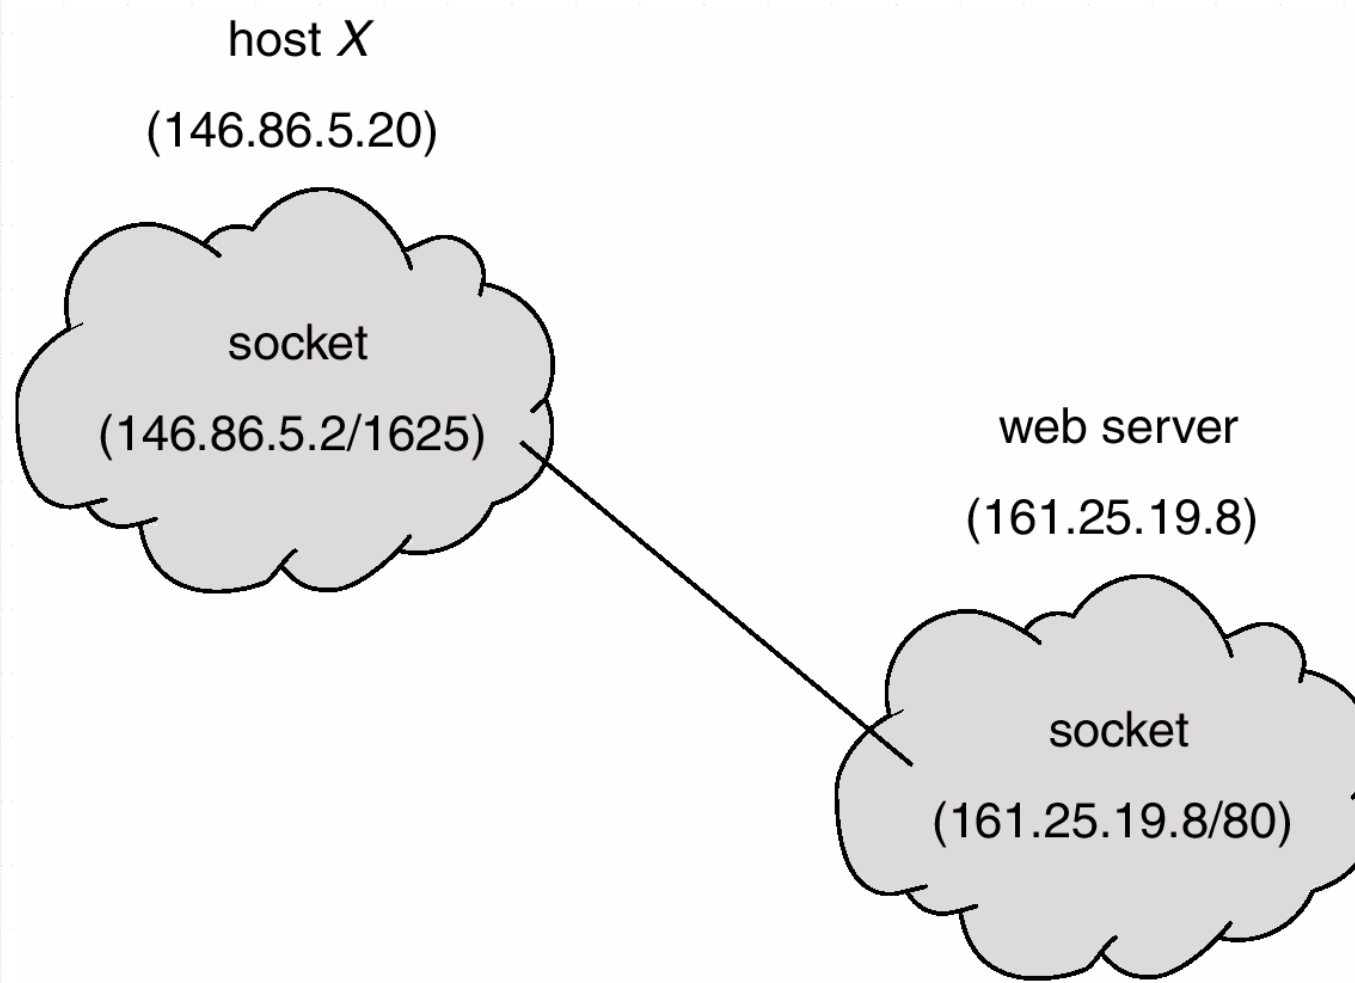 host X
(146.86.5.20)
socket
(146.86.5.2/1625)
web server
(161.25.19.8)
socket
(161.25.19.8/80)